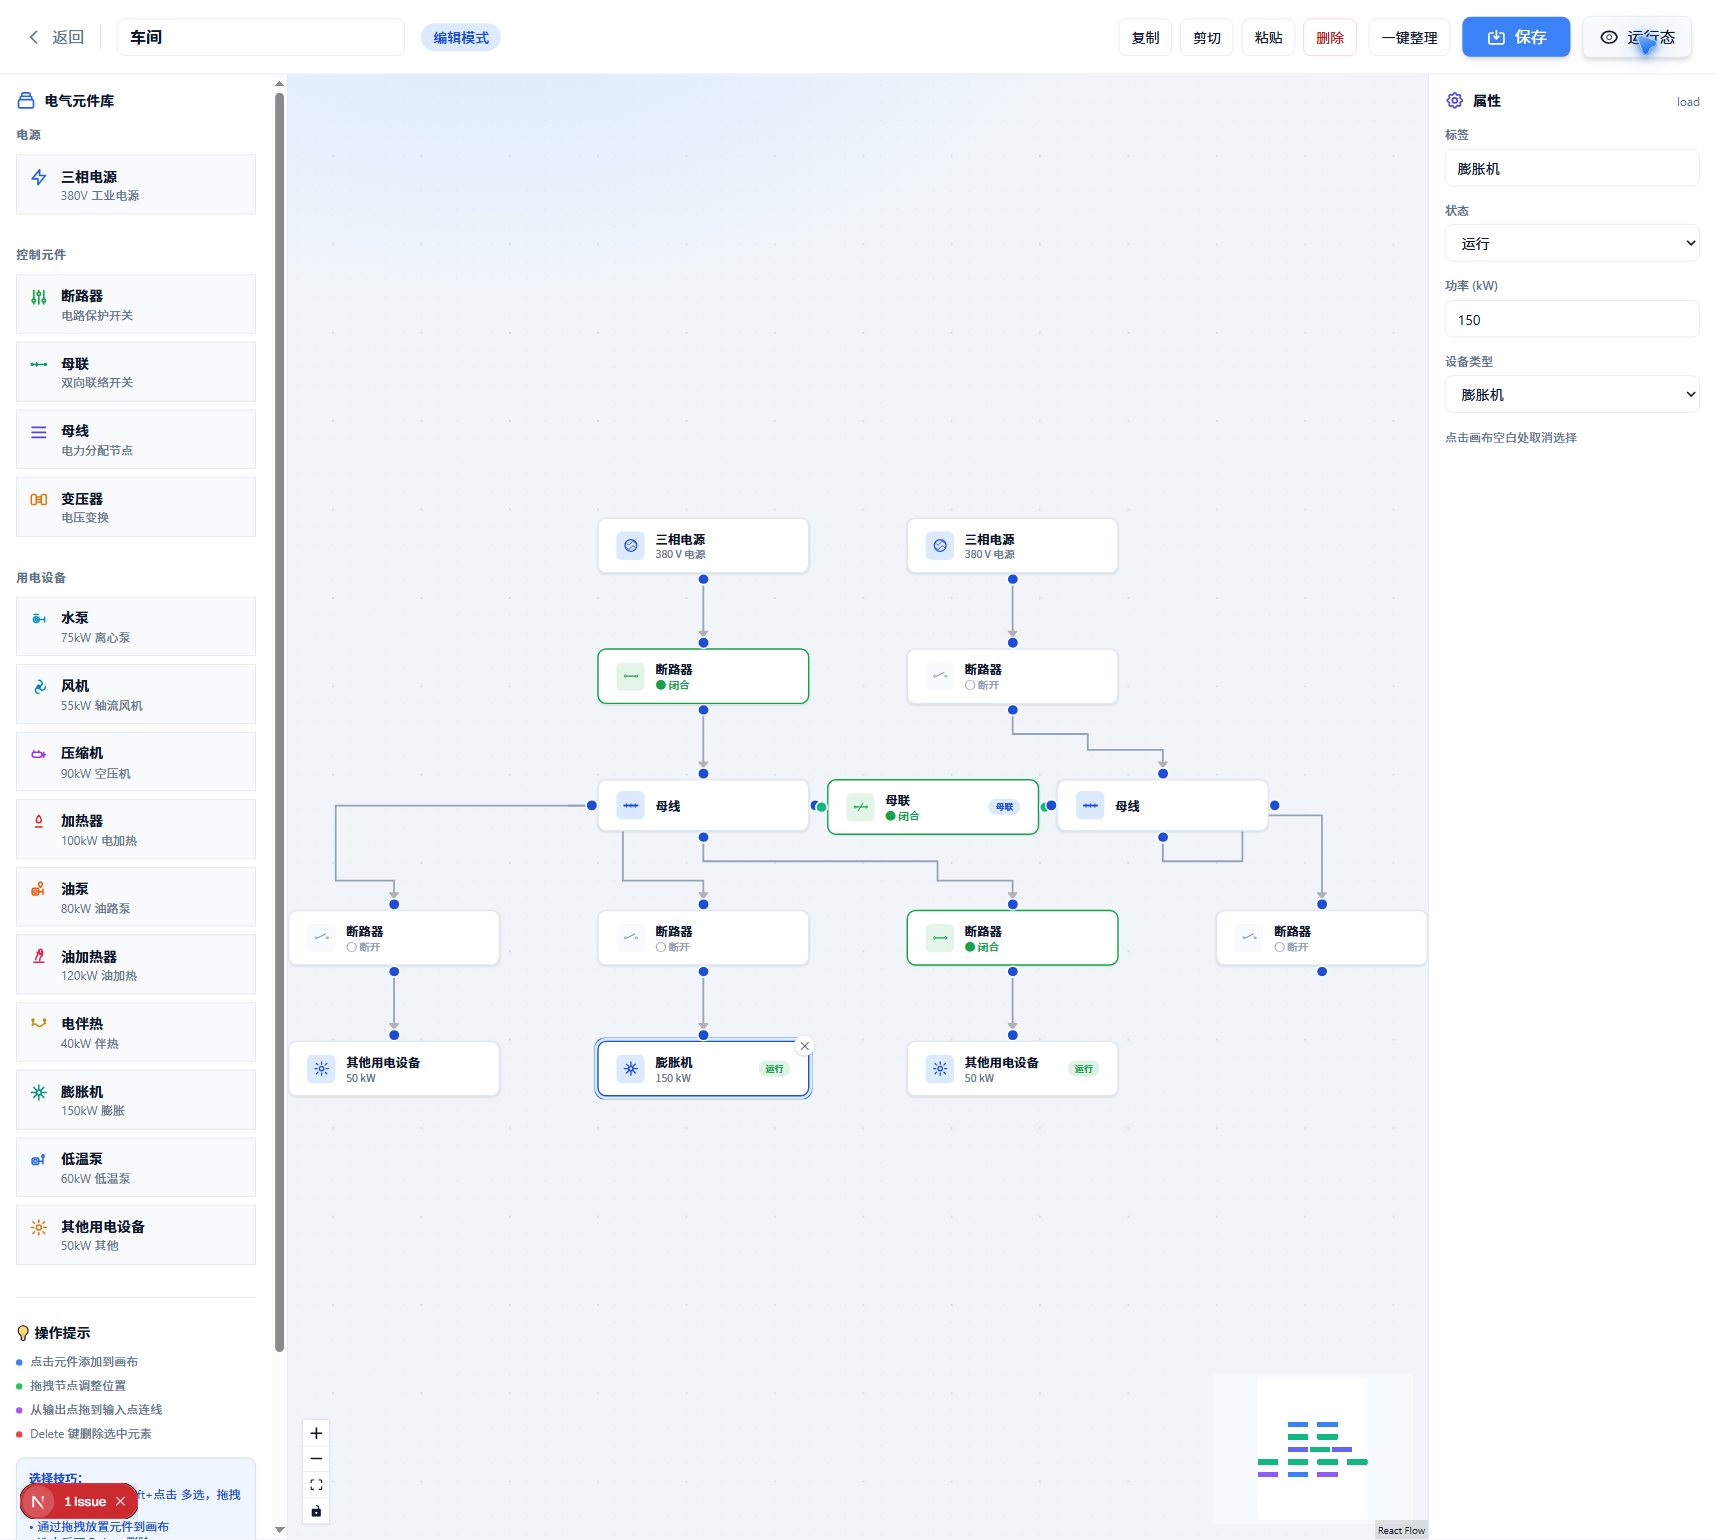 返回
车间
编辑模式
复制
剪切
粘贴
删除
一键整理
保存
运行态
电气元件库
电源
三相电源
380V 工业电源
控制元件
断路器
电路保护开关
母联
双向联络开关
母线
电力分配节点
变压器
电压变换
用电设备
水泵
75kW 离心泵
风机
55kW 轴流风机
压缩机
90kW 空压机
加热器
100kW 电加热
油泵
80kW 油路泵
油加热器
120kW 油加热
电伴热
40kW 伴热
膨胀机
150kW 膨胀
低温泵
60kW 低温泵
其他用电设备
50kW 其他
操作提示
点击元件添加到画布
拖拽节点调整位置
从输出点拖到输入点连线
Delete 键删除选中元素
选择技巧：
ft+点击 多选，拖拽
• 通过拖拽放置元件到画布
N
1 Issue
三相电源
380 V 电源
三相电源
380 V 电源
断路器
闭合
断路器
断开
母线
母联
闭合
母联
母线
断路器
断开
断路器
断开
断路器
闭合
断路器
断开
其他用电设备
50 kW
膨胀机
150 kW
运行
其他用电设备
50 kW
运行
React Flow
属性
load
标签
膨胀机
状态
运行
功率 (kW)
150
设备类型
膨胀机
点击画布空白处取消选择